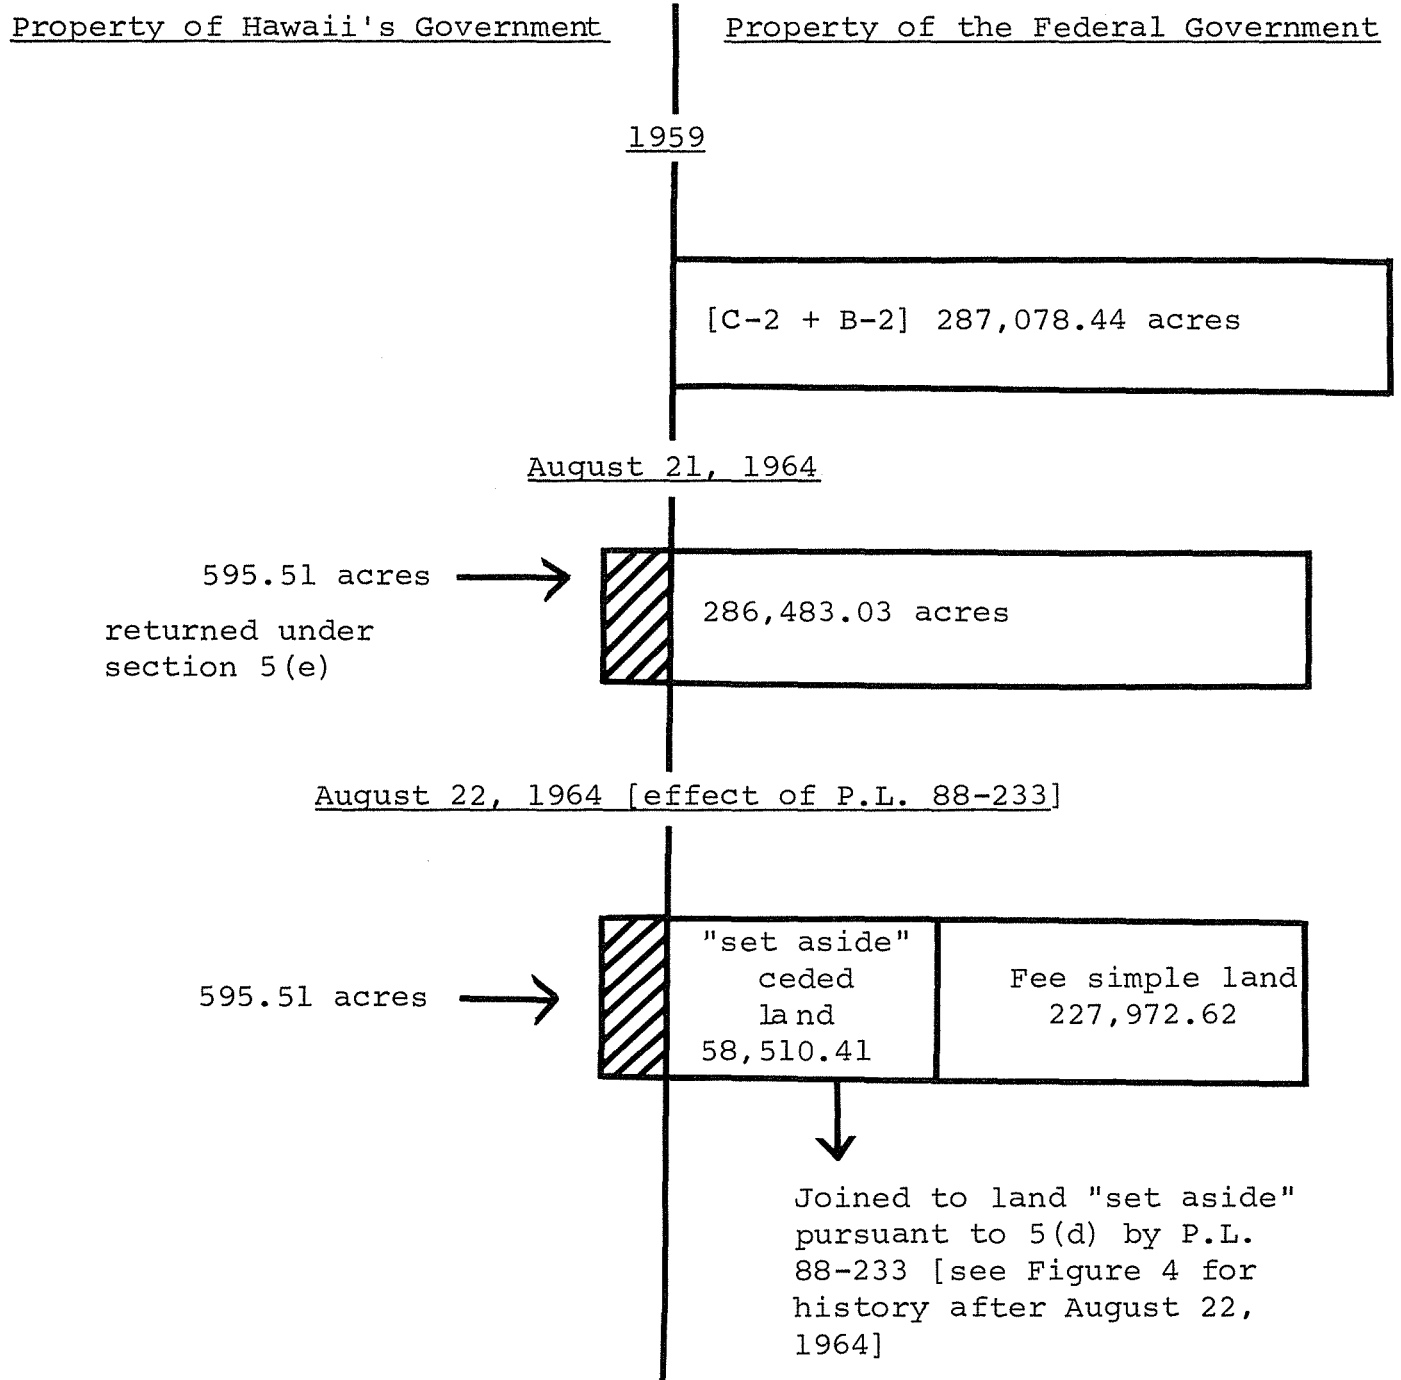 Property of Hawaii's Government
Property of the Federal Government
1959
[C-2 + B-2] 287,078.44 acres
August 21, 1964
595.51 acres
returned under
section 5(e)
286,483.03 acres
August 22, 1964 [effect of P.L. 88-233]
595.51 acres
"set aside"
ceded
land
58,510.41
Fee simple land
227,972.62
Joined to land "set aside"
pursuant to 5(d) by P.L.
88-233 [see Figure 4 for
history after August 22,
1964]